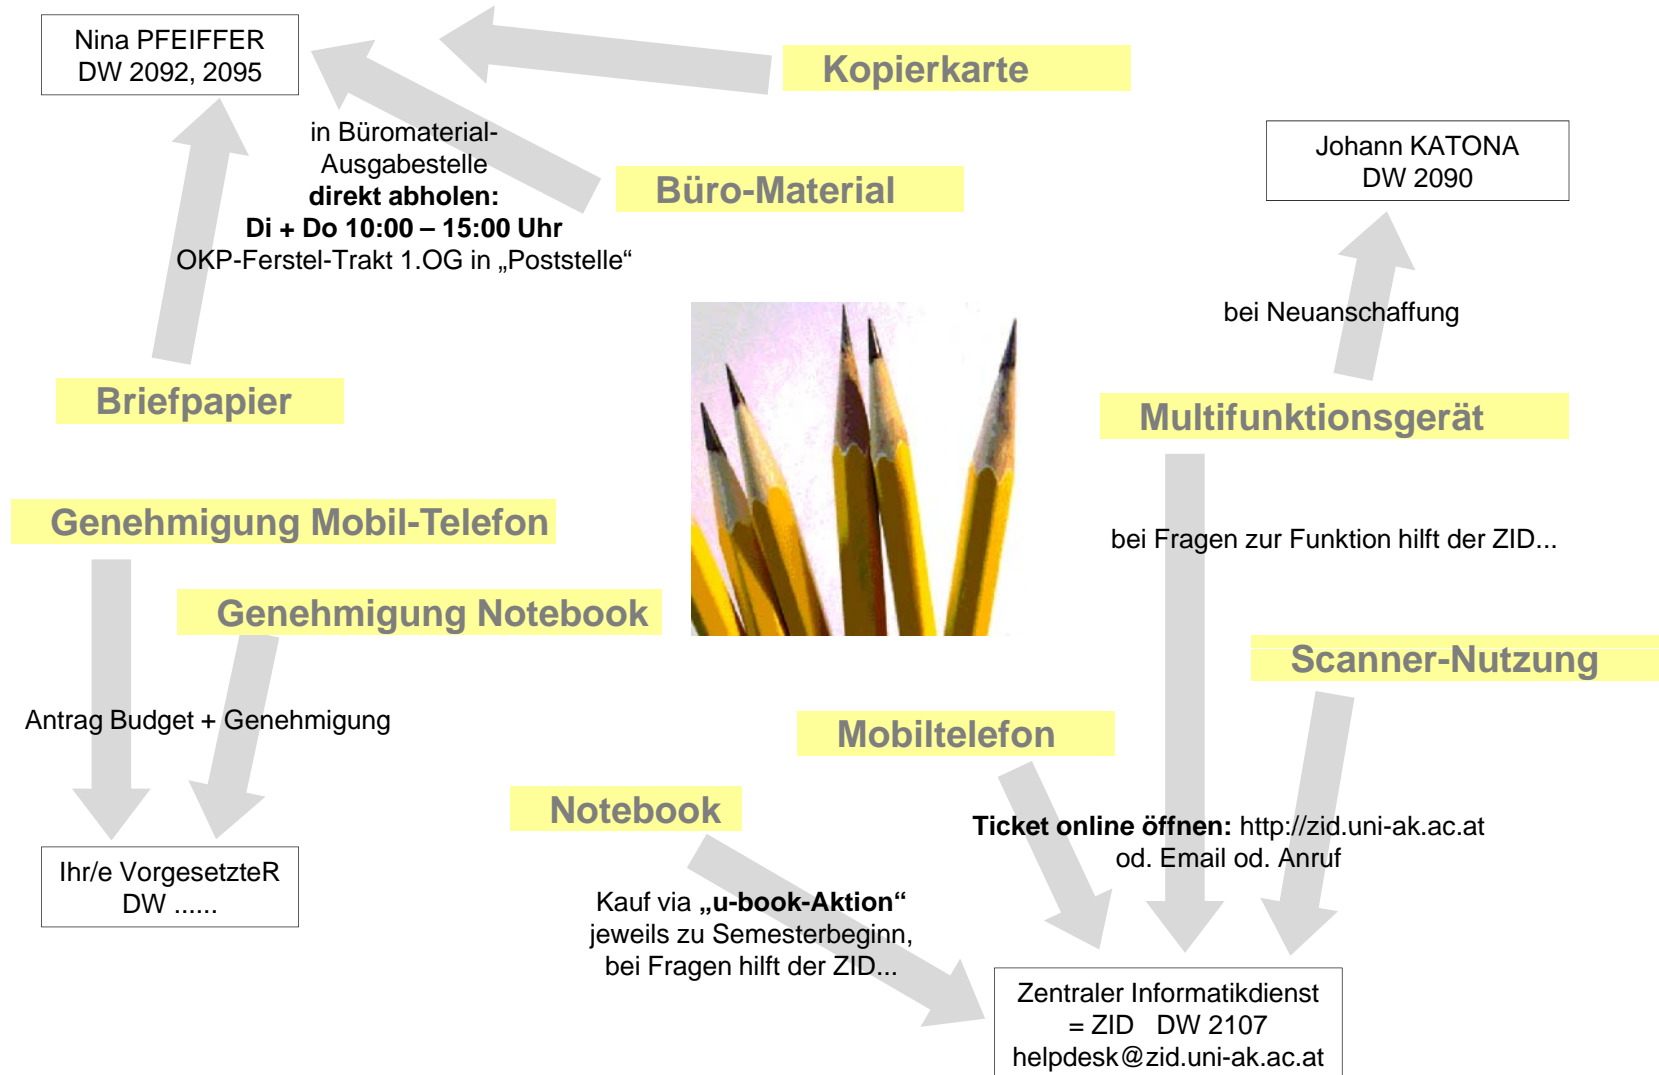 Nina PFEIFFER
DW 2092, 2095
Kopierkarte
in Büromaterial-
Ausgabestelle
direkt abholen:
Di + Do 10:00 – 15:00 Uhr
OKP-Ferstel-Trakt 1.OG in „Poststelle“
Büro-Material
Johann KATONA
DW 2090
bei Neuanschaffung
Briefpapier
Multifunktionsgerät
Genehmigung Mobil-Telefon
bei Fragen zur Funktion hilft der ZID...
Genehmigung Notebook
Scanner-Nutzung
Antrag Budget + Genehmigung
Mobiltelefon
Notebook
Ticket online öffnen: http://zid.uni-ak.ac.at
od. Email od. Anruf
Ihr/e VorgesetzteR
DW ......
Kauf via „u-book-Aktion“
jeweils zu Semesterbeginn,
bei Fragen hilft der ZID...
Zentraler Informatikdienst
= ZID DW 2107
helpdesk@zid.uni-ak.ac.at